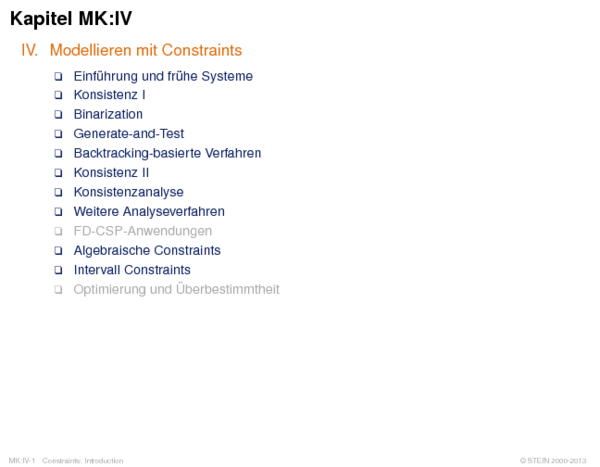 Kapitel MK:IV
IV. Modellieren mit Constraints
❑ Einführung und frühe Systeme
❑ Konsistenz I
❑ Binarization
❑ Generate-and-Test
❑ Backtracking-basierte Verfahren
❑ Konsistenz II
❑ Konsistenzanalyse
❑ Weitere Analyseverfahren
❑ FD-CSP-Anwendungen
❑ Algebraische Constraints
❑ Intervall Constraints
❑ Optimierung und Überbestimmtheit
MK:IV-1 Constraints: Introduction © STEIN 2000-2013